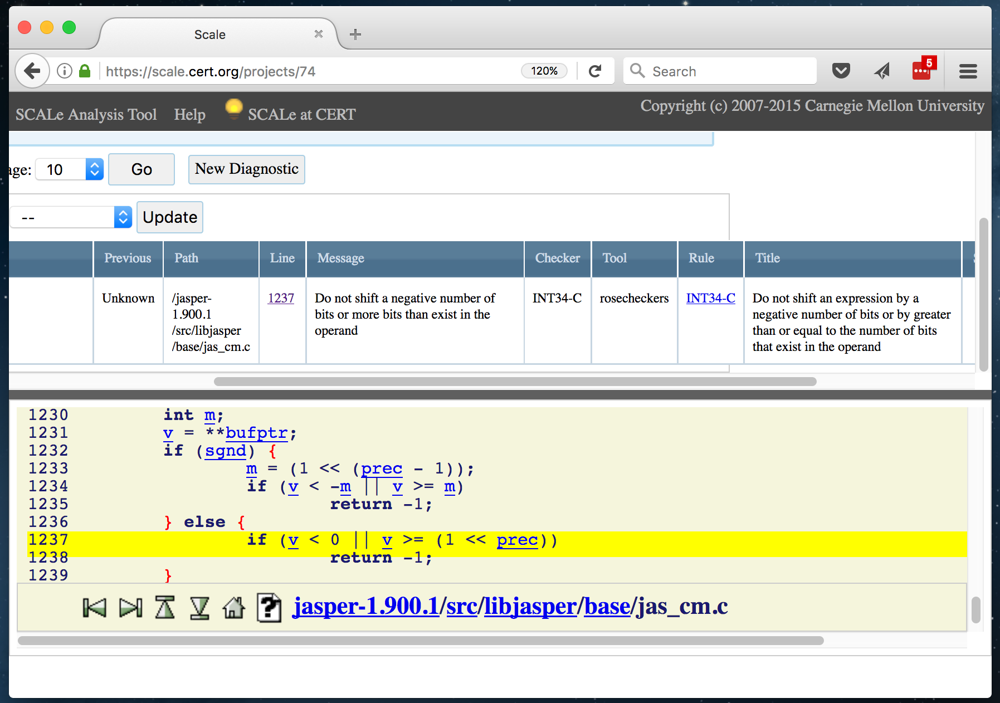 Scale
https://scale.cert.org/projects/74
120%
Search
5
SCALe Analysis Tool Help SCALe at CERT
Copyright (c) 2007-2015 Carnegie Mellon University
age: 10 Go New Diagnostic
-- Update
Previous Path Line Message Checker Tool Rule Title
Unknown
/jasper-
1.900.1
/src/libjasper
/base/jas_cm.c
1237
Do not shift a negative number of
bits or more bits than exist in the
operand
INT34-C
rosecheckers
INT34-C
Do not shift an expression by a
negative number of bits or by greater
than or equal to the number of bits
that exist in the operand
1230 int m;
1231 v = **bufptr;
1232 if (sgnd) {
1233 m = (1 << (prec - 1));
1234 if (v < -m || v >= m)
1235 return -1;
1236 } else {
1237 if (v < 0 || v >= (1 << prec))
1238 return -1;
1239 }
jasper-1.900.1/src/libjasper/base/jas_cm.c